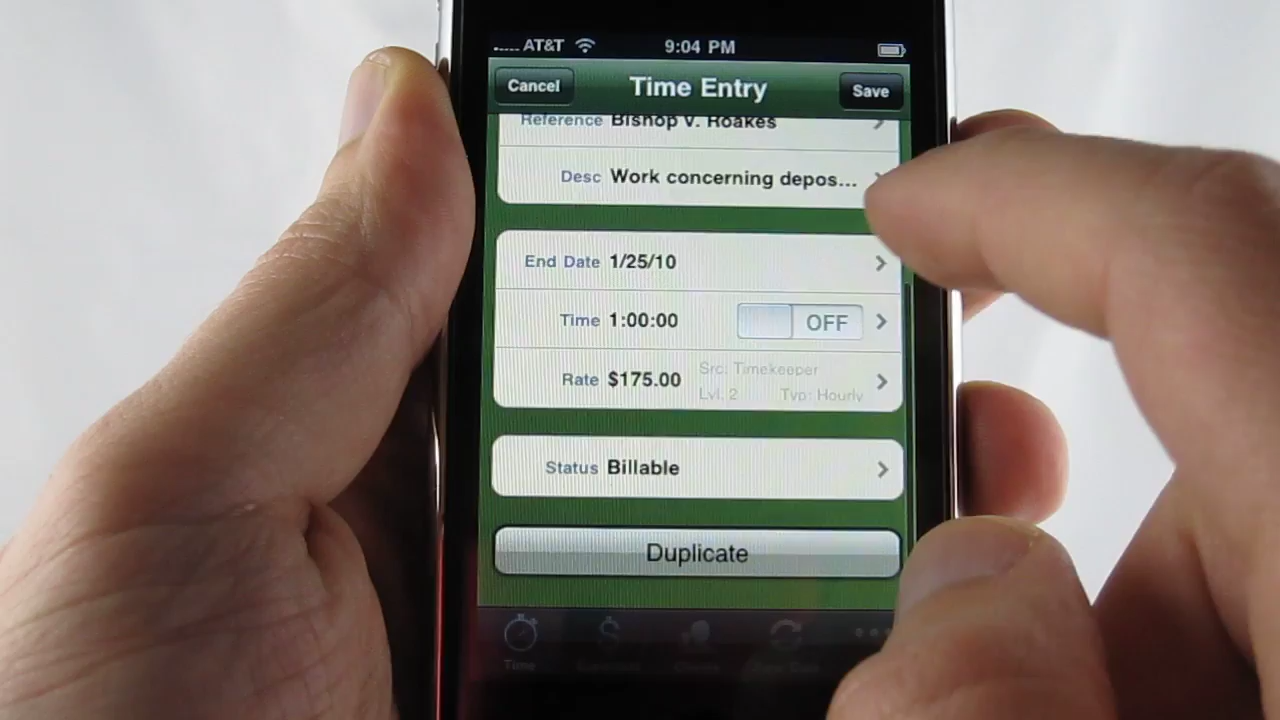 AT&T 9:04 PM
Cancel Time Entry Save
Reference Bishop V. Roakes
Desc Work concerning depos...
End Date 1/25/10
Time 1:00:00 OFF
Rate $175.00 Src: Timekeeper
Lvl. 2 Typ: Hourly
Status Billable
Duplicate
Time